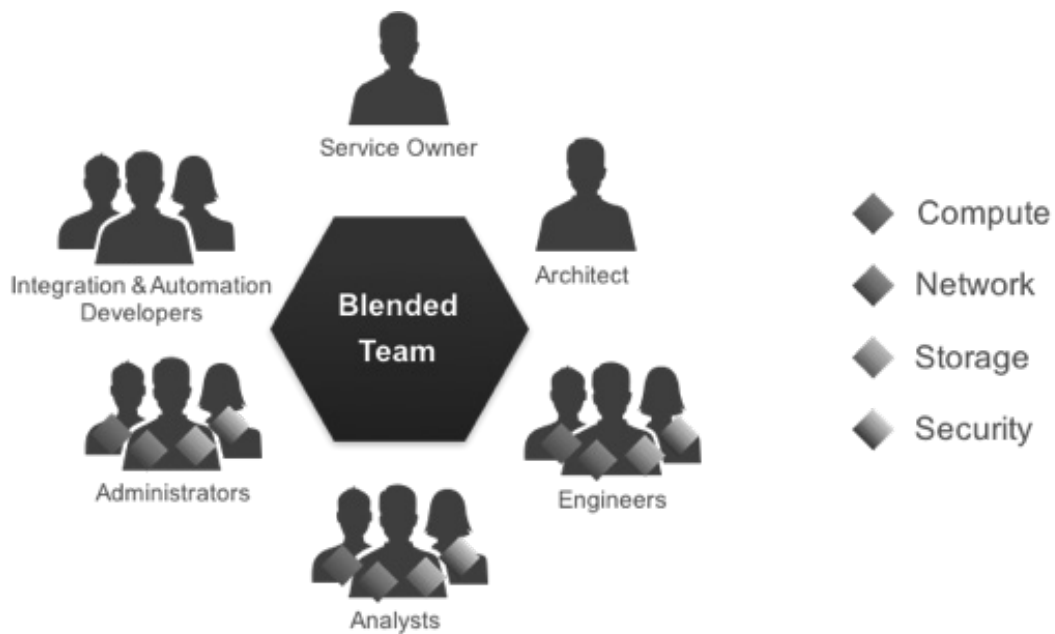 Service Owner
Architect
Integration & Automation
Developers
Blended
Team
Administrators
Engineers
Analysts
Compute
Network
Storage
Security